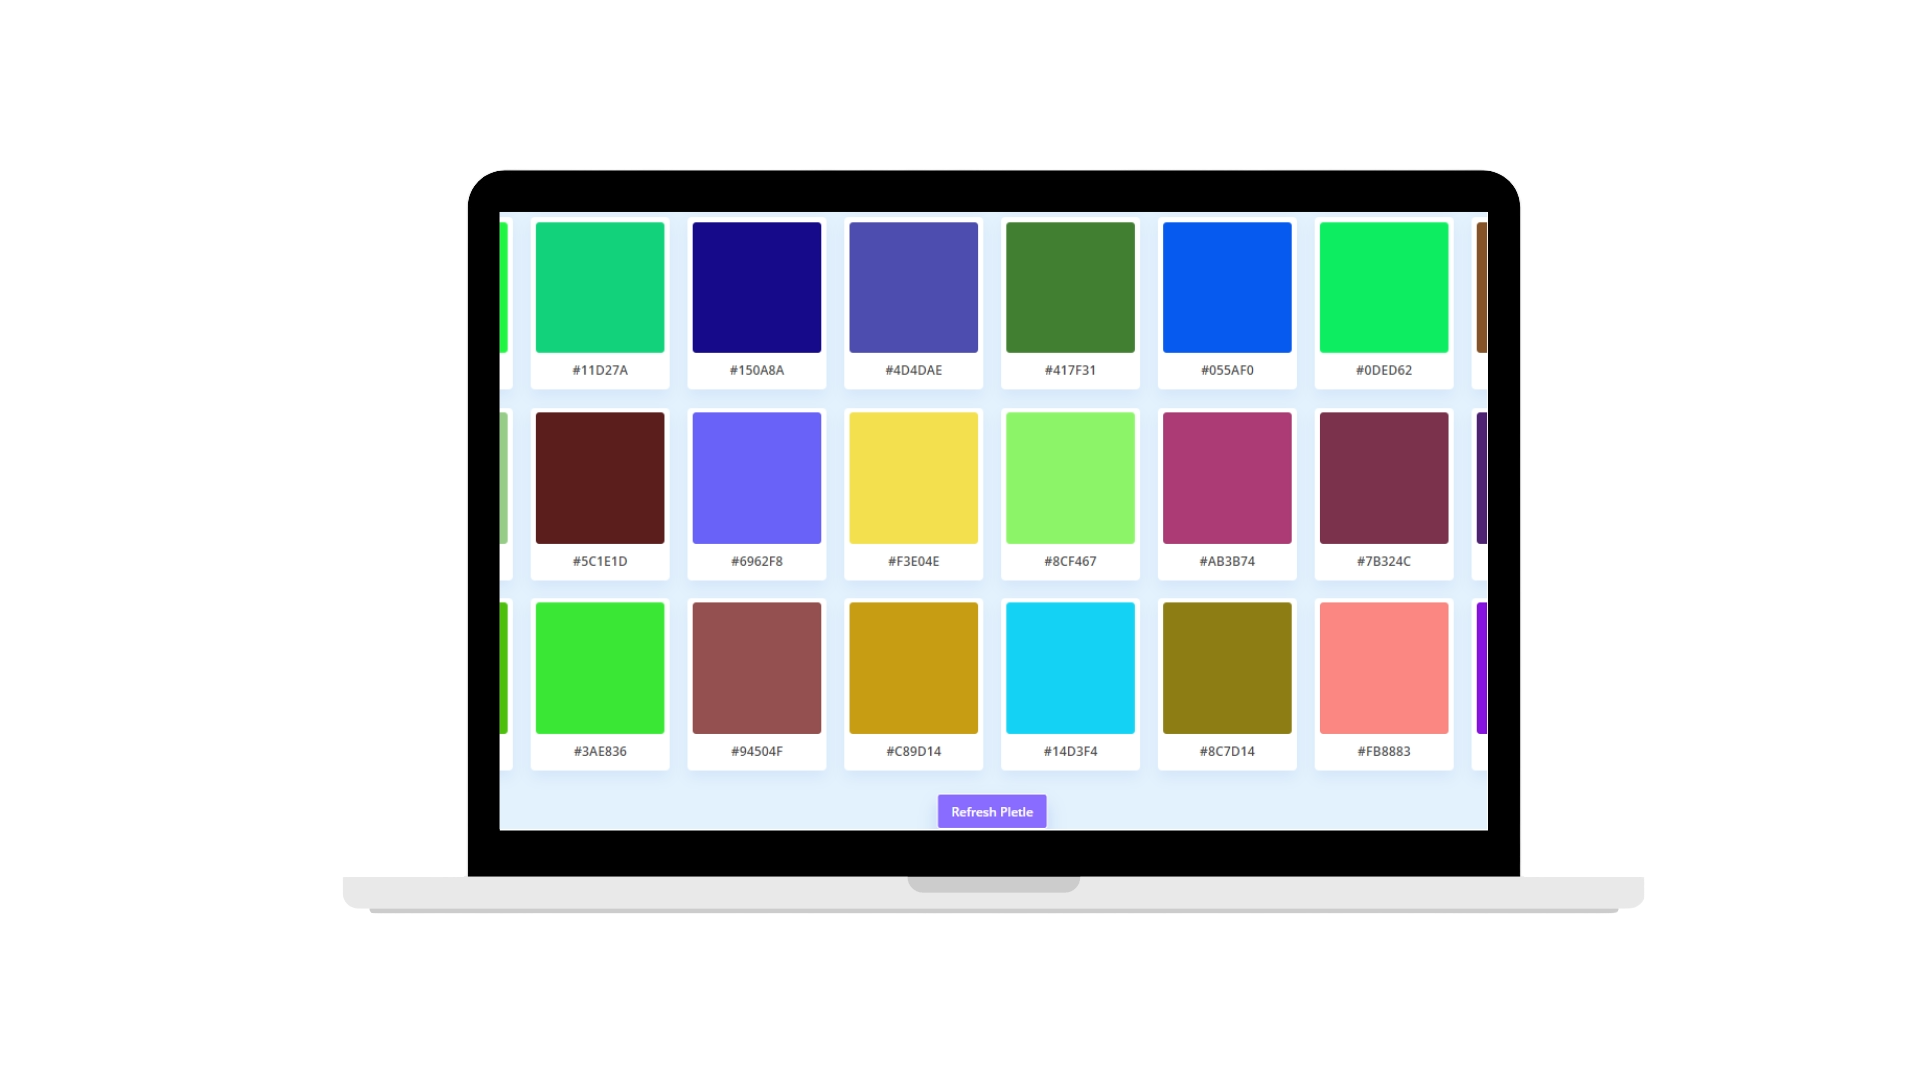 #11D27A #150A8A #4D4DAE #417F31 #055AF0 #0DED62
#5C1E1D #6962F8 #F3E04E #8CF467 #AB3B74 #7B324C
#3AE836 #94504F #C89D14 #14D3F4 #8C7D14 #FB8883
Refresh Pletle